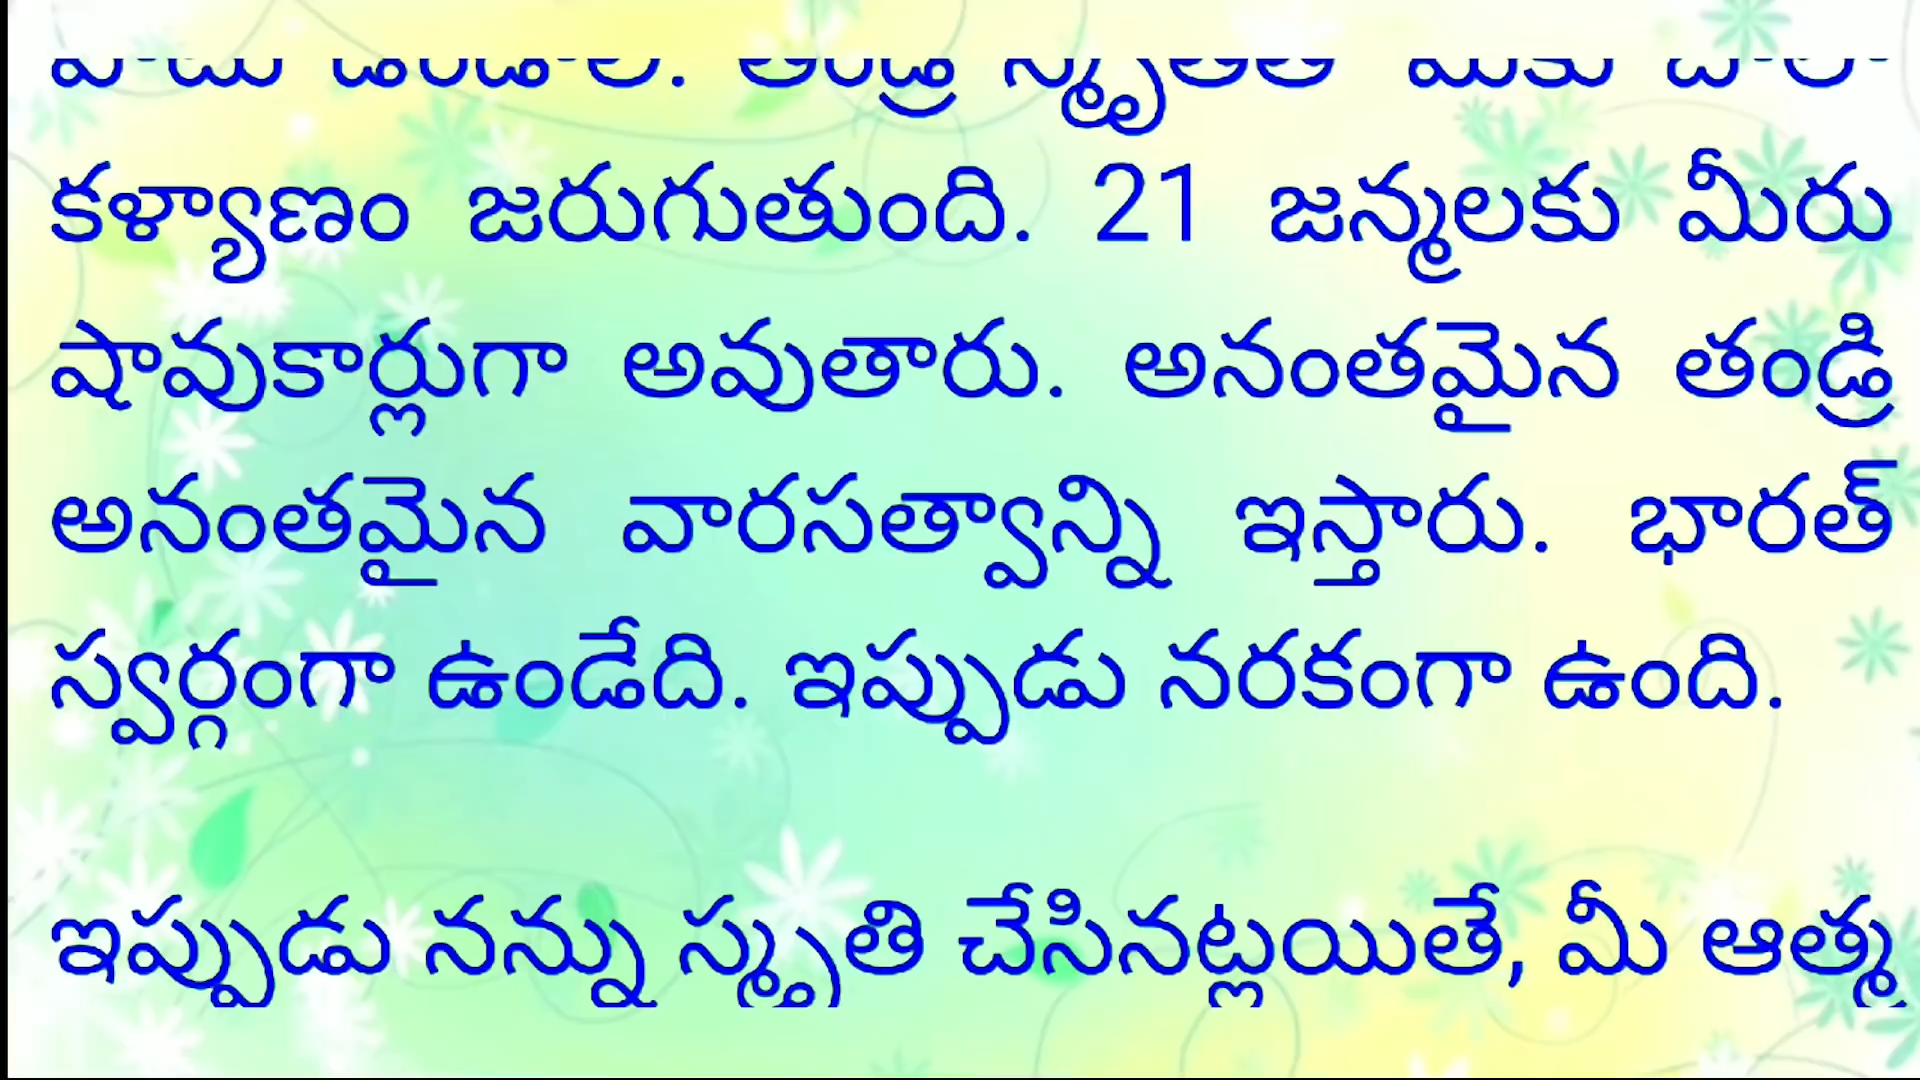 ఉండాలి. తండ్రి స్మృతితో మీకు చాలా
కళ్యాణం జరుగుతుంది. 21 జన్మలకు మీరు
షావుకార్లుగా అవుతారు. అనంతమైన తండ్రి
అనంతమైన వారసత్వాన్ని ఇస్తారు. భారత్
స్వర్గంగా ఉండేది. ఇప్పుడు నరకంగా ఉంది.
ఇప్పుడు నన్ను స్మృతి చేసినట్లయితే, మీ ఆత్మ